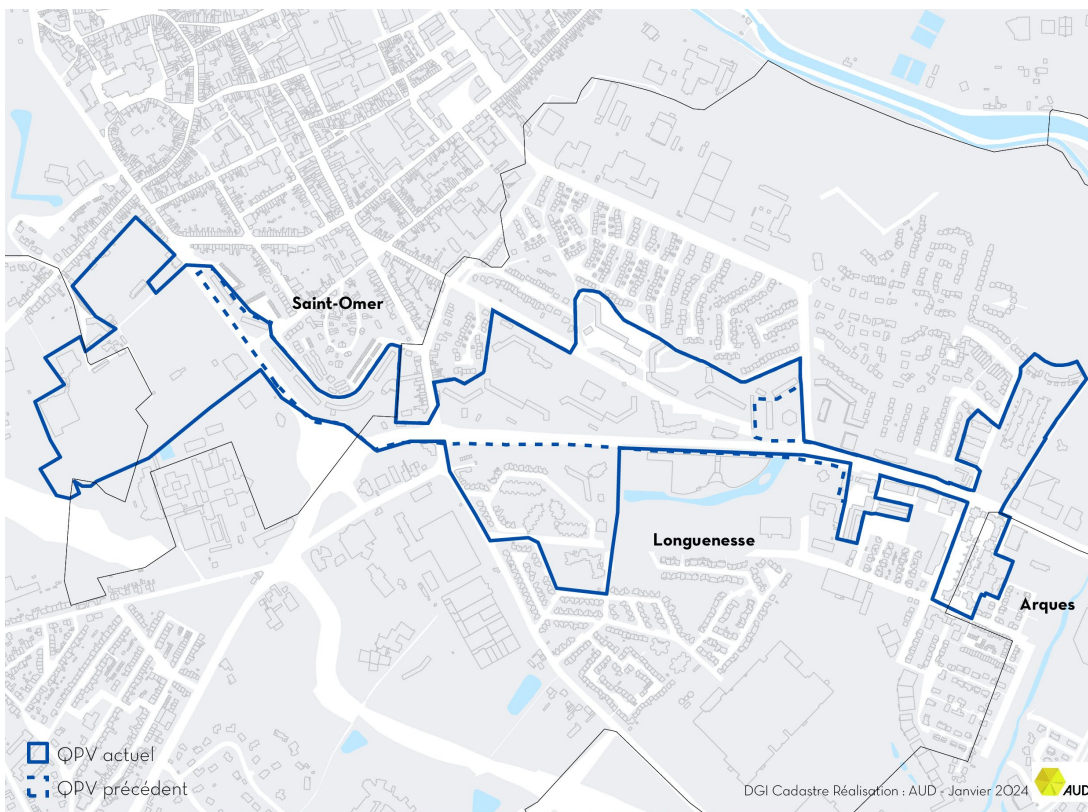 Saint-Omer
Longuenesse
Arques
QPV actuel
QPV précédent
DGI Cadastre Réalisation : AUD - Janvier 2024
AUD